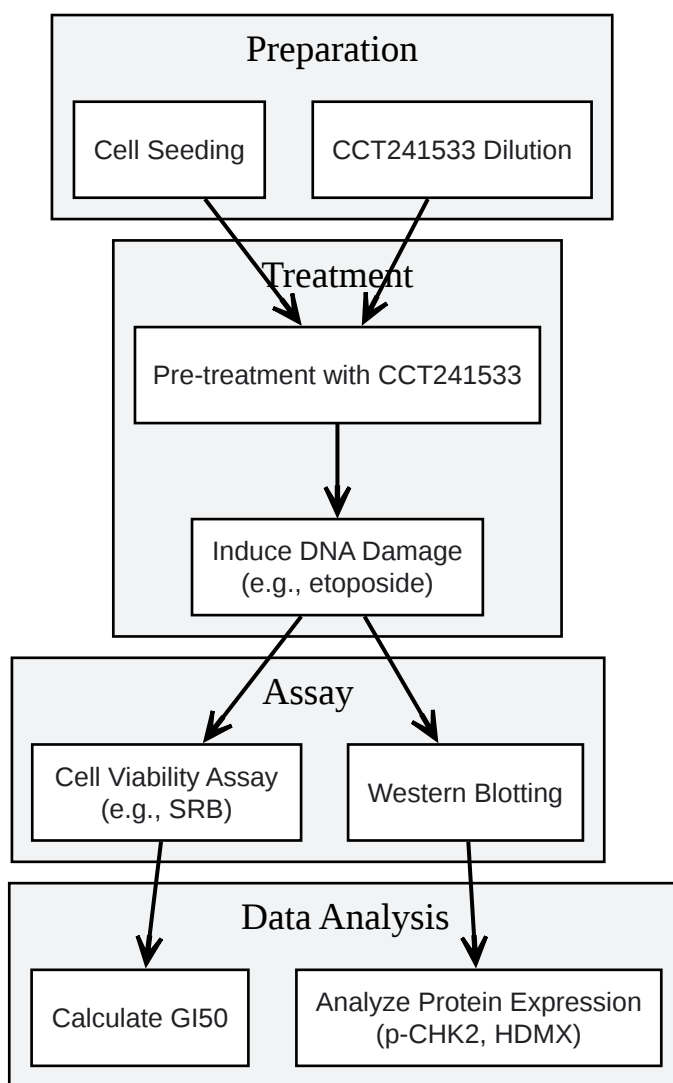 Preparation
Cell Seeding
CCT241533 Dilution
Treatment
Pre-treatment with CCT241533
Induce DNA Damage
(e.g., etoposide)
Assay
Cell Viability Assay
(e.g., SRB)
Western Blotting
Data Analysis
Calculate GI50
Analyze Protein Expression
(p-CHK2, HDMX)